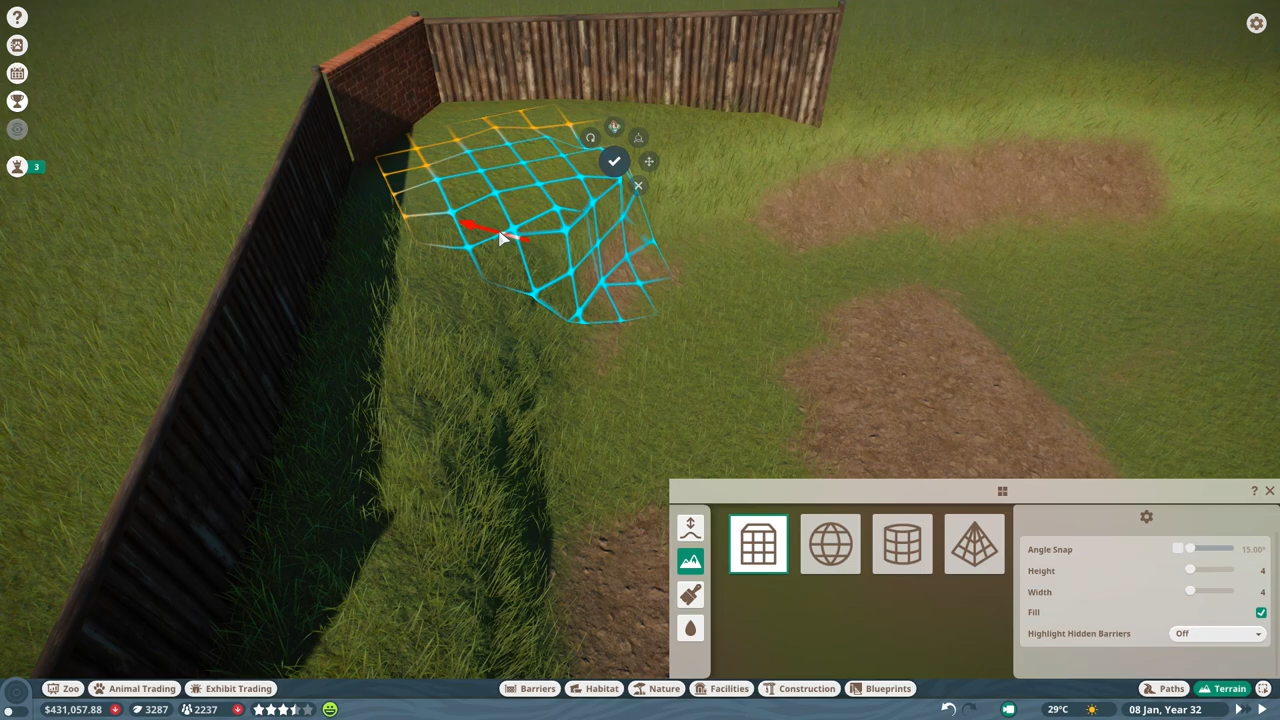 ?
3
? ×
Angle Snap 15.00°
Height 4
Width 4
Fill
Highlight Hidden Barriers Off
Zoo Animal Trading Exhibit Trading Barriers Habitat Nature Facilities Construction Blueprints Paths Terrain
$431,057.88 3287 2237 29°C 08 Jan, Year 32